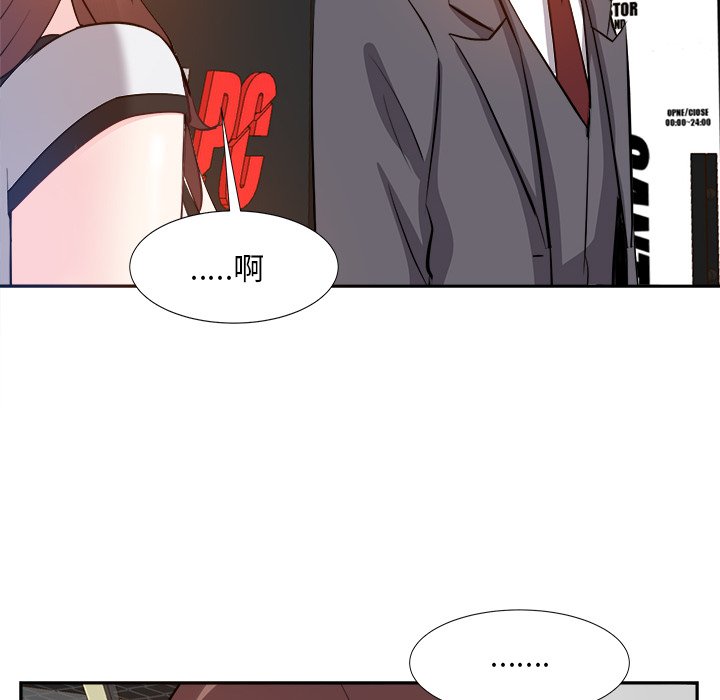 TOR
ND
OPNE/CIOSE
00:00~24:00
PC
.....啊
.......